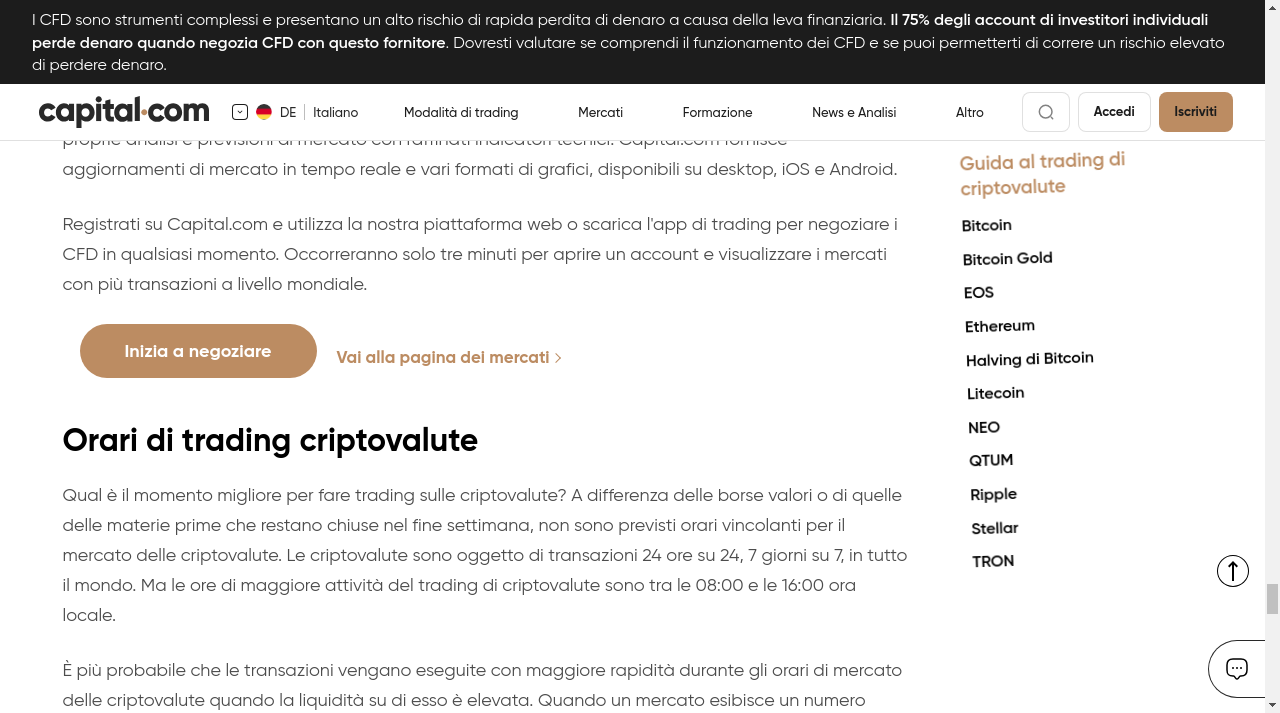 I CFD sono strumenti complessi e presentano un alto rischio di rapida perdita di denaro a causa della leva finanziaria. Il 75% degli account di investitori individuali
perde denaro quando negozia CFD con questo fornitore. Dovresti valutare se comprendi il funzionamento dei CFD e se puoi permetterti di correre un rischio elevato
di perdere denaro.
capital.com
DE
Italiano
Modalità di trading
Mercati
Formazione
News e Analisi
Altro
Accedi
Iscriviti
proprie analisi e previsioni di mercato con raffinati indicatori tecnici. Capital.com fornisce
aggiornamenti di mercato in tempo reale e vari formati di grafici, disponibili su desktop, iOS e Android.
Registrati su Capital.com e utilizza la nostra piattaforma web o scarica l'app di trading per negoziare i
CFD in qualsiasi momento. Occorreranno solo tre minuti per aprire un account e visualizzare i mercati
con più transazioni a livello mondiale.
Inizia a negoziare
Vai alla pagina dei mercati
Orari di trading criptovalute
Qual è il momento migliore per fare trading sulle criptovalute? A differenza delle borse valori o di quelle
delle materie prime che restano chiuse nel fine settimana, non sono previsti orari vincolanti per il
mercato delle criptovalute. Le criptovalute sono oggetto di transazioni 24 ore su 24, 7 giorni su 7, in tutto
il mondo. Ma le ore di maggiore attività del trading di criptovalute sono tra le 08:00 e le 16:00 ora
locale.
È più probabile che le transazioni vengano eseguite con maggiore rapidità durante gli orari di mercato
delle criptovalute quando la liquidità su di esso è elevata. Quando un mercato esibisce un numero
Guida al trading di
criptovalute
Bitcoin
Bitcoin Gold
EOS
Ethereum
Halving di Bitcoin
Litecoin
NEO
QTUM
Ripple
Stellar
TRON